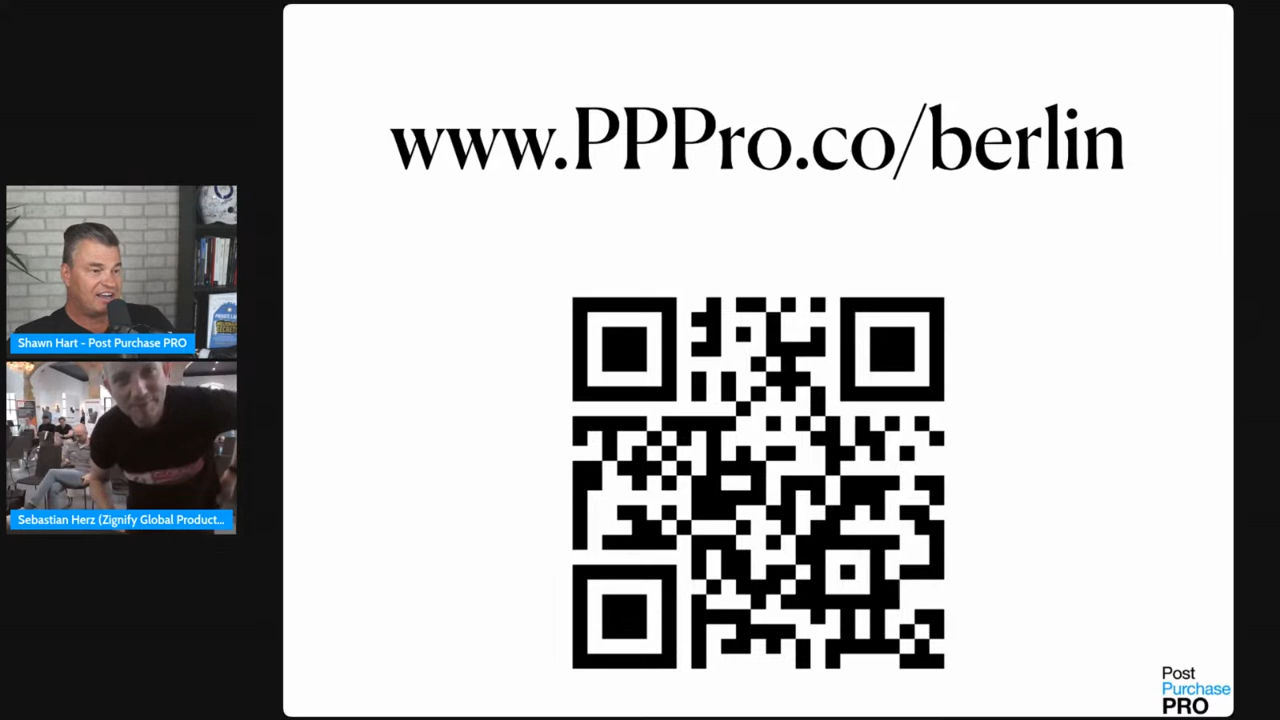 www.PPPro.co/berlin
Shawn Hart - Post Purchase PRO
Sebastian Herz (Zignify Global Product...
Post
Purchase
PRO